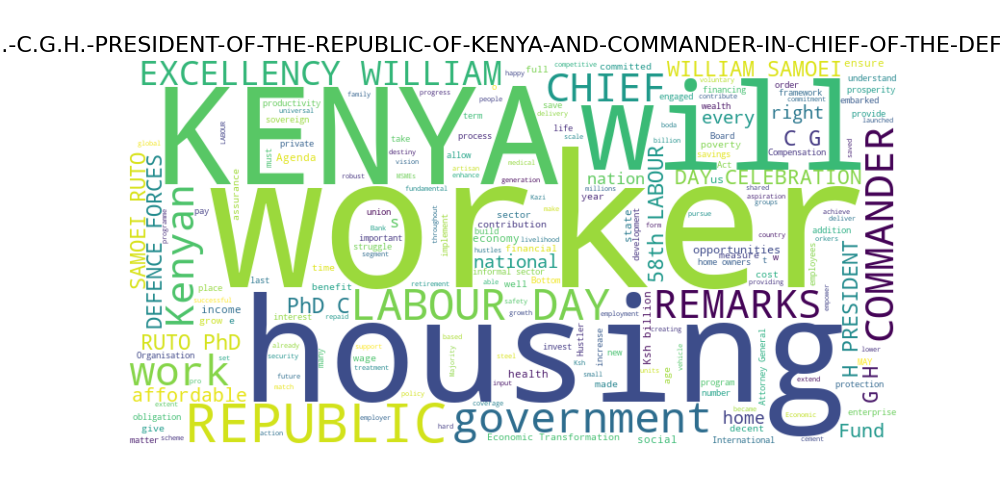 .-C.G.H.-PRESIDENT-OF-THE-REPUBLIC-OF-KENYA-AND-COMMANDER-IN-CHIEF-OF-THE-DEF
EXCELLENCY WILLIAM
CHIEF
WILLIAM SAMOEI
KENYA
will
worker
housing
ensure
understand
prosperity
embarked
provide
competitive
committed
full
happy
voluntary
financing
contribute
order
framework
commitment
launched
wealth
engaged
every
right
C G
Board
poverty
savings
Act
Compensation
saved
productivity
universal
sovereign
private
Agenda
must
family
progress
people
delivery
save
term
process
life
scale
billion
boda
take
destiny
vision
allow
medical
artisan
enhance
robust
MSMEs
generation
fundamental
Kazi
millions
global
LABOUR
SAMOEI RUTO
DEFENCE FORCES
Kenyan
assurance
pay
programme
nation
DAY CELEBRATION
us
58th LABOUR
COMMANDER
year
shared
aspiration
groups
pursue
achieve
deliver
form
country
addition
orkers
union
Bank
s
important
struggle
segment
throughout
implement
contribution
sector
build
economy
livelihood
make
hustles
financial
national
informal sector
state
development
opportunities
measure
w
home owners
t
cost
providing
employees
empower
H PRESIDENT
G H
last
time
benefit
retirement
able
well
Bottom
place
successful
income
grow
e
PhD C
LABOUR DAY
REMARKS
safety
growth
employment
Ksh billion
creating
interest
repaid
RUTO PhD
Organisation
set
already
security
many
wage
treatment
based
Majority
steel
Ksh
invest
Hustler
increase
new
small
made
age
units
vehicle
program
number
Attorney General
MAY
lower
extend
protection
work
pro
future
match
support
health
input
policy
affordable
obligation
extant
give
matter
scheme
REPUBLIC
action
employer
hard
coverage
government
Economic Transformation
social
home
decent
International
became
Economic
cement
enterprise
Fund